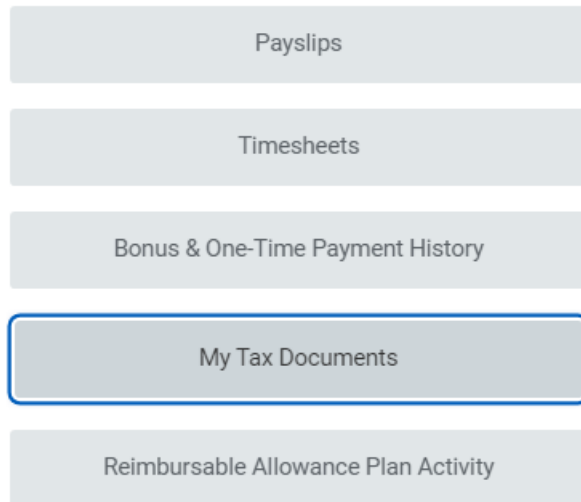 Payslips
Timesheets
Bonus & One-Time Payment History
My Tax Documents
Reimbursable Allowance Plan Activity